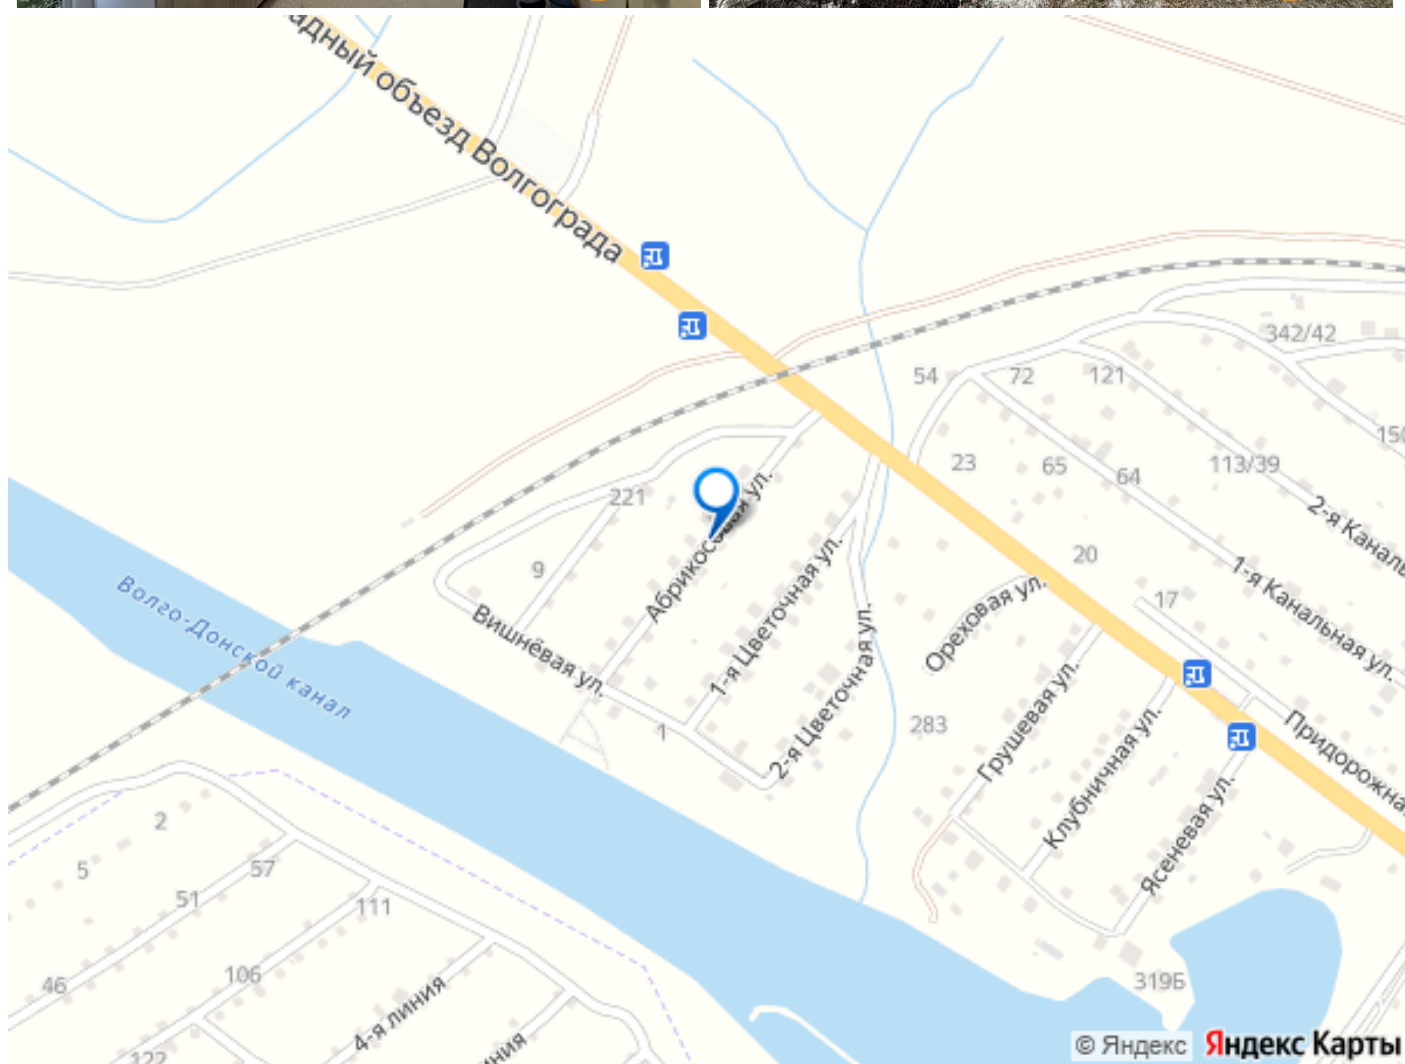 адный объезд Волгограда
342/42
54
72
121
150
23
65
64
113/39
221
2-я Каналь
Абрикосовая ул.
20
9
1-я Канальная ул.
Волго-Донской канал
Вишнёвая ул.
1-я Цветочная ул.
Ореховая ул.
17
2-я Цветочная ул.
1
283
Грушевая ул.
Клубничная ул.
Придорожна
Ясеневая ул.
2
5
57
51
111
46
106
319Б
4-я линия
122
иния
© Яндекс Яндекс Карты